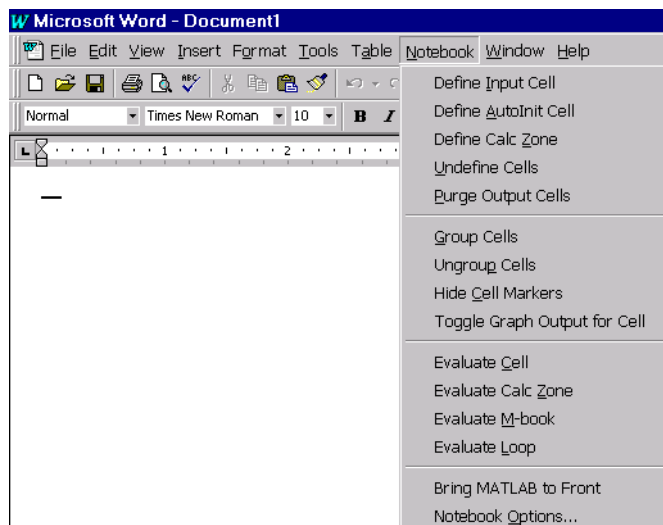 Microsoft Word - Document1
File Edit View Insert Format Tools Table Notebook Window Help
ABC
Normal Times New Roman 10 B I
1 2
Define Input Cell
Define AutoInit Cell
Define Calc Zone
Undefine Cells
Purge Output Cells
Group Cells
Ungroup Cells
Hide Cell Markers
Toggle Graph Output for Cell
Evaluate Cell
Evaluate Calc Zone
Evaluate M-book
Evaluate Loop
Bring MATLAB to Front
Notebook Options...